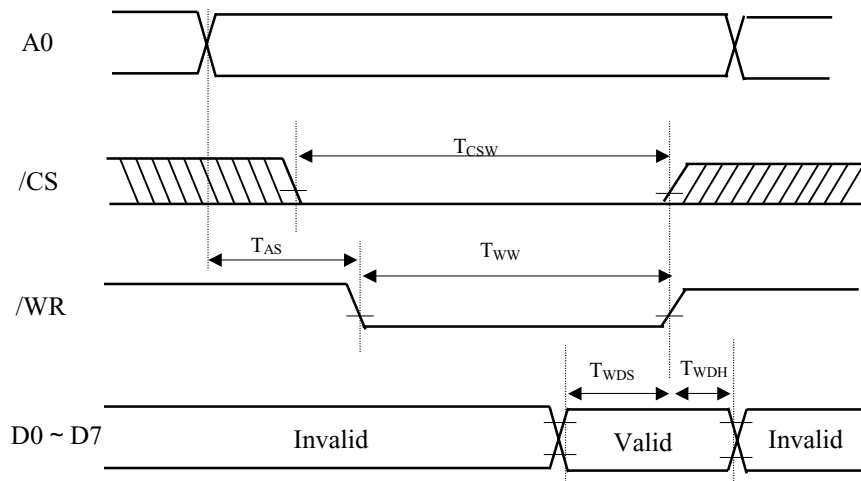 A0
T_CSW
/CS
T_AS
T_WW
/WR
T_WDS T_WDH
D0 ~ D7 Invalid Valid Invalid